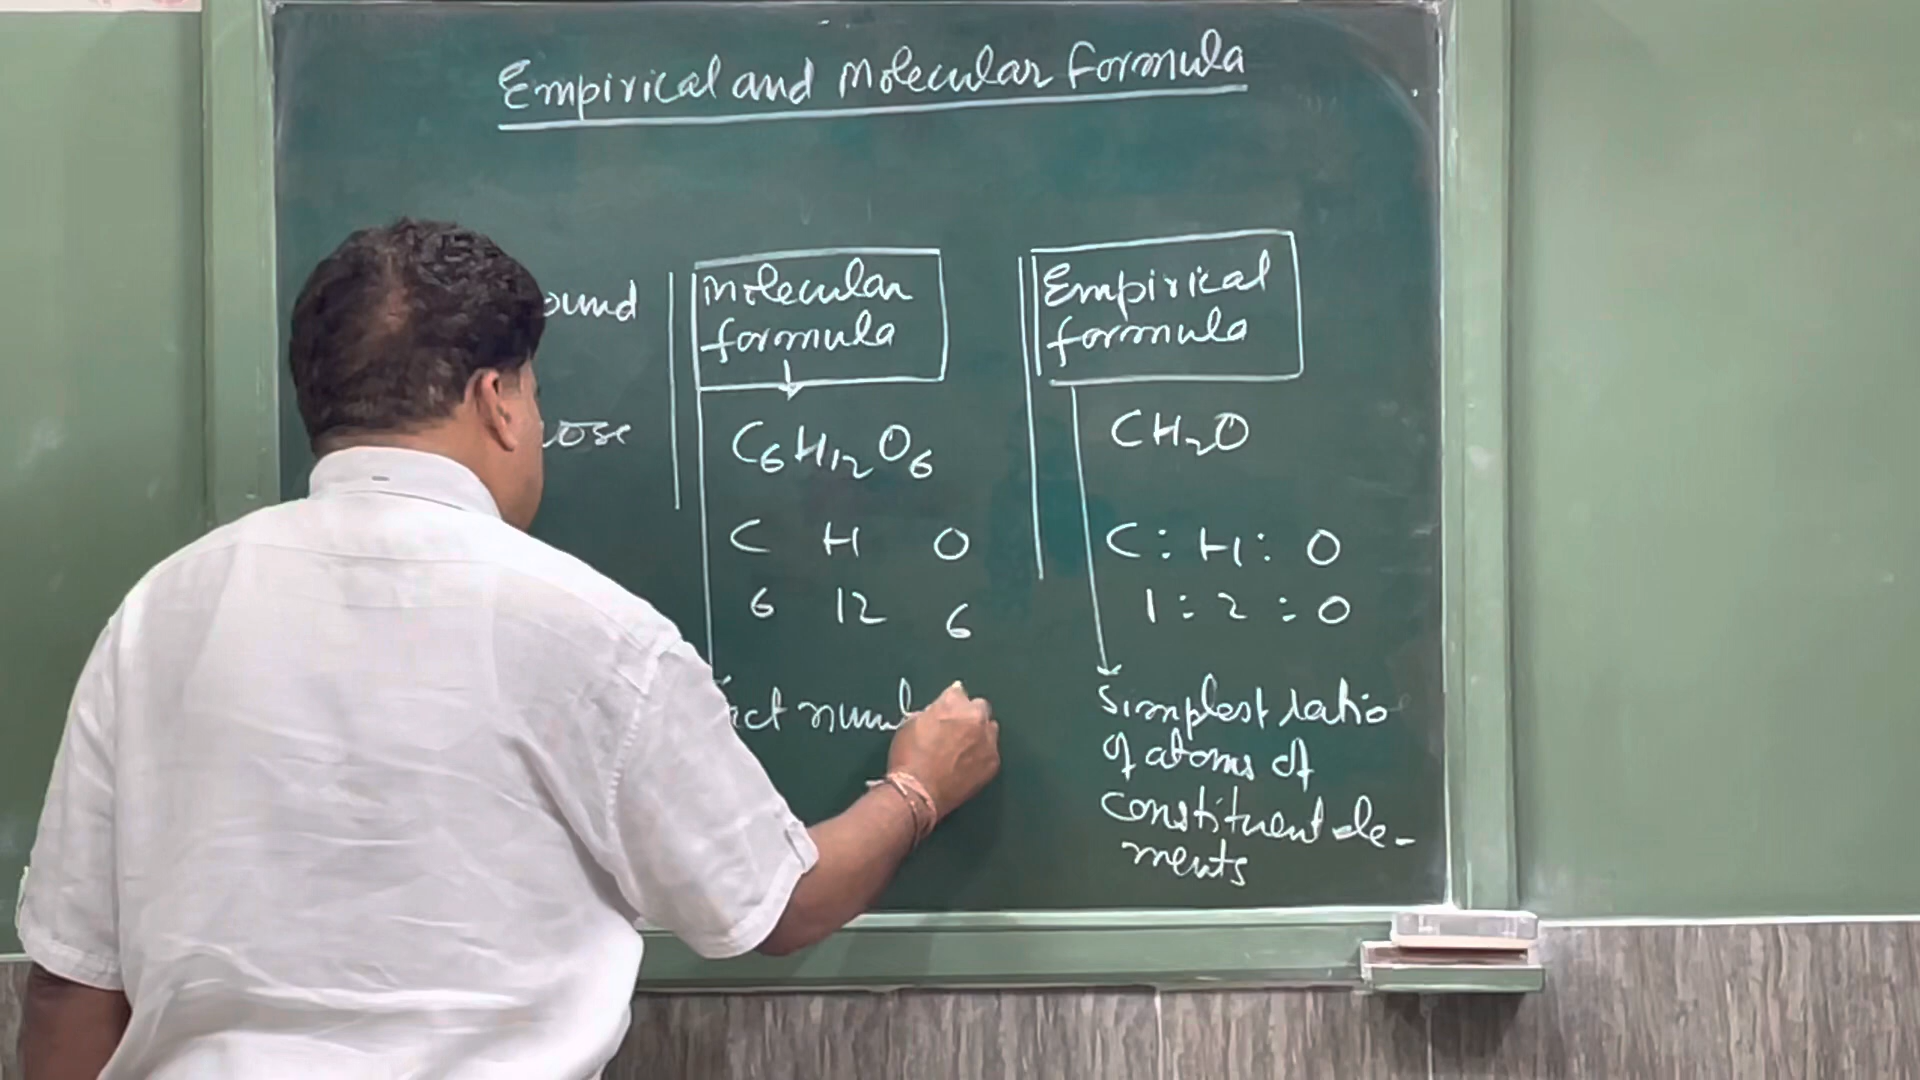 Empirical and Molecular Formula
ound
Molecular
formula
Empirical
formula
ose
C6H12O6
CH2O
C H O
C : H : O
6 12 6
1 : 2 : 0
act numb
Simplest ratio
of atoms of
constituent ele-
ments